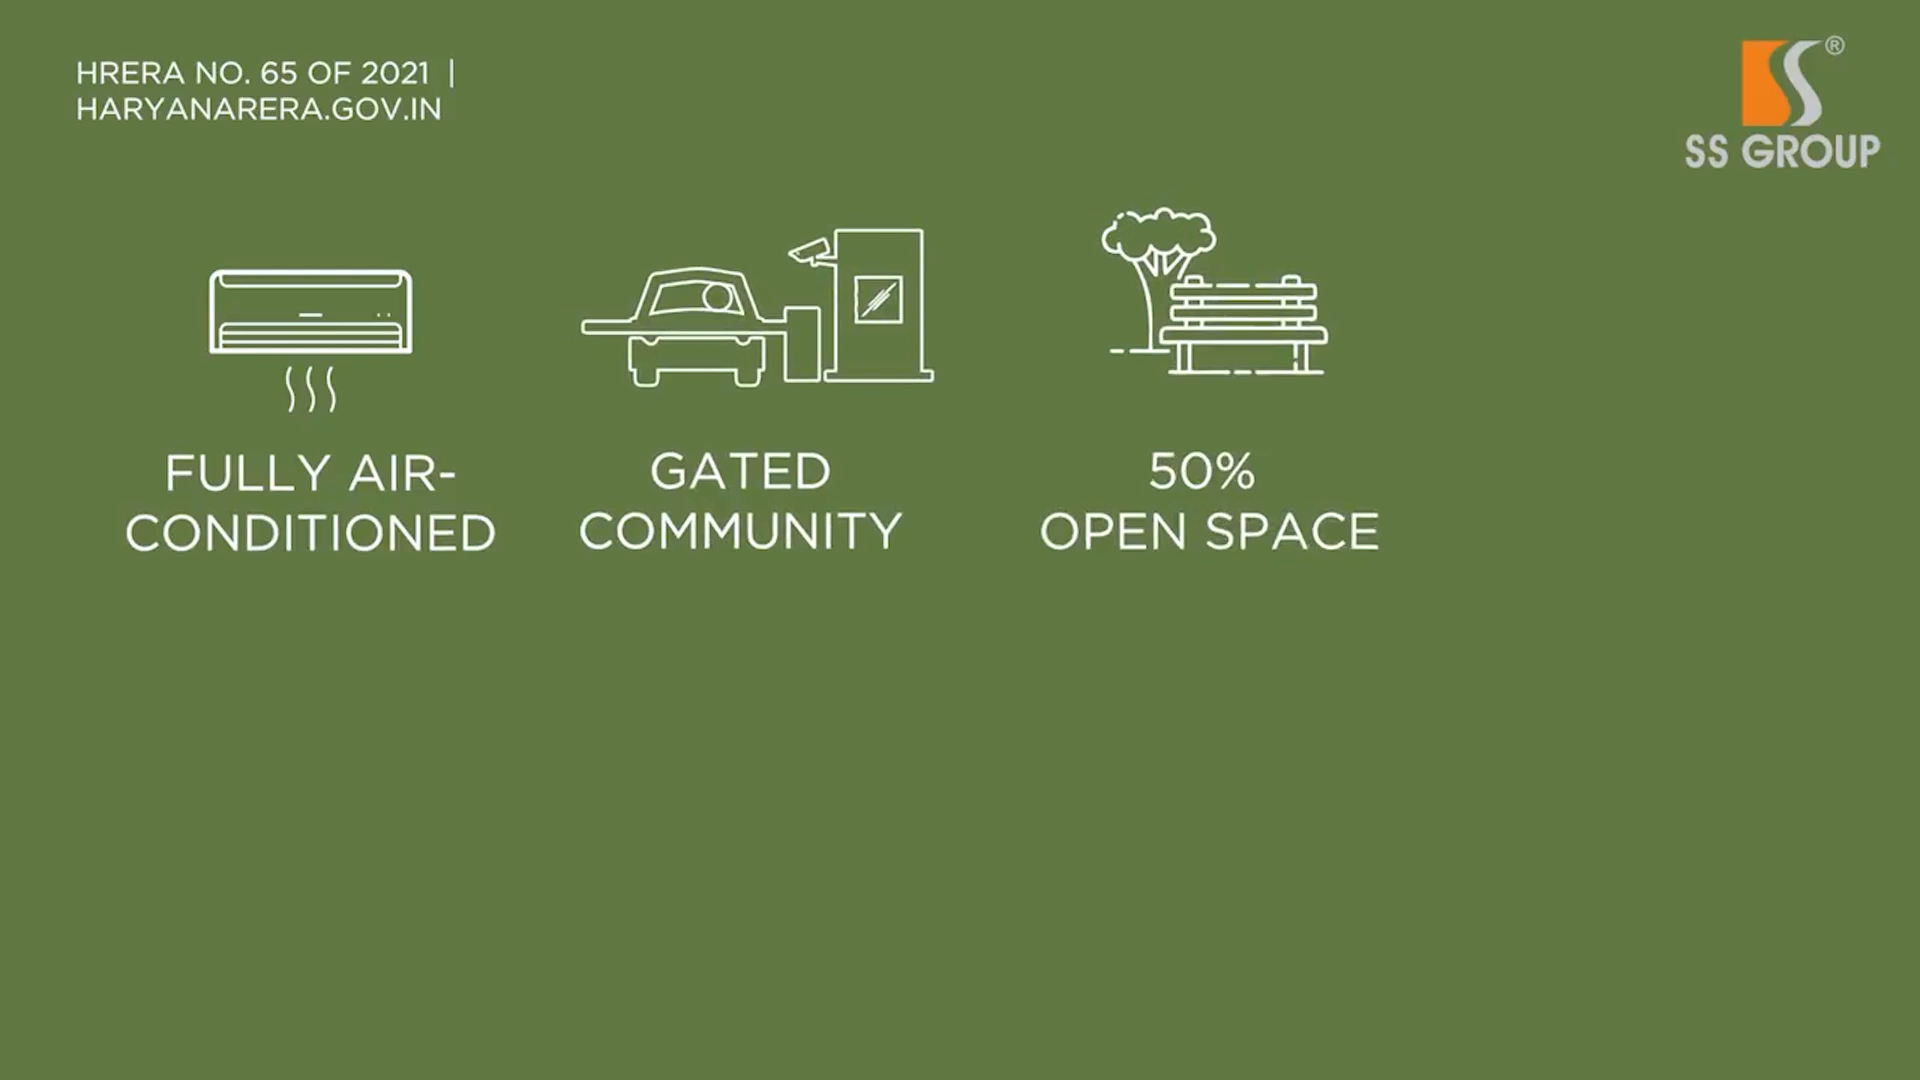 HRERA NO. 65 OF 2021 |
HARYANARERA.GOV.IN
®
SS GROUP
FULLY AIR-
CONDITIONED
GATED
COMMUNITY
50%
OPEN SPACE